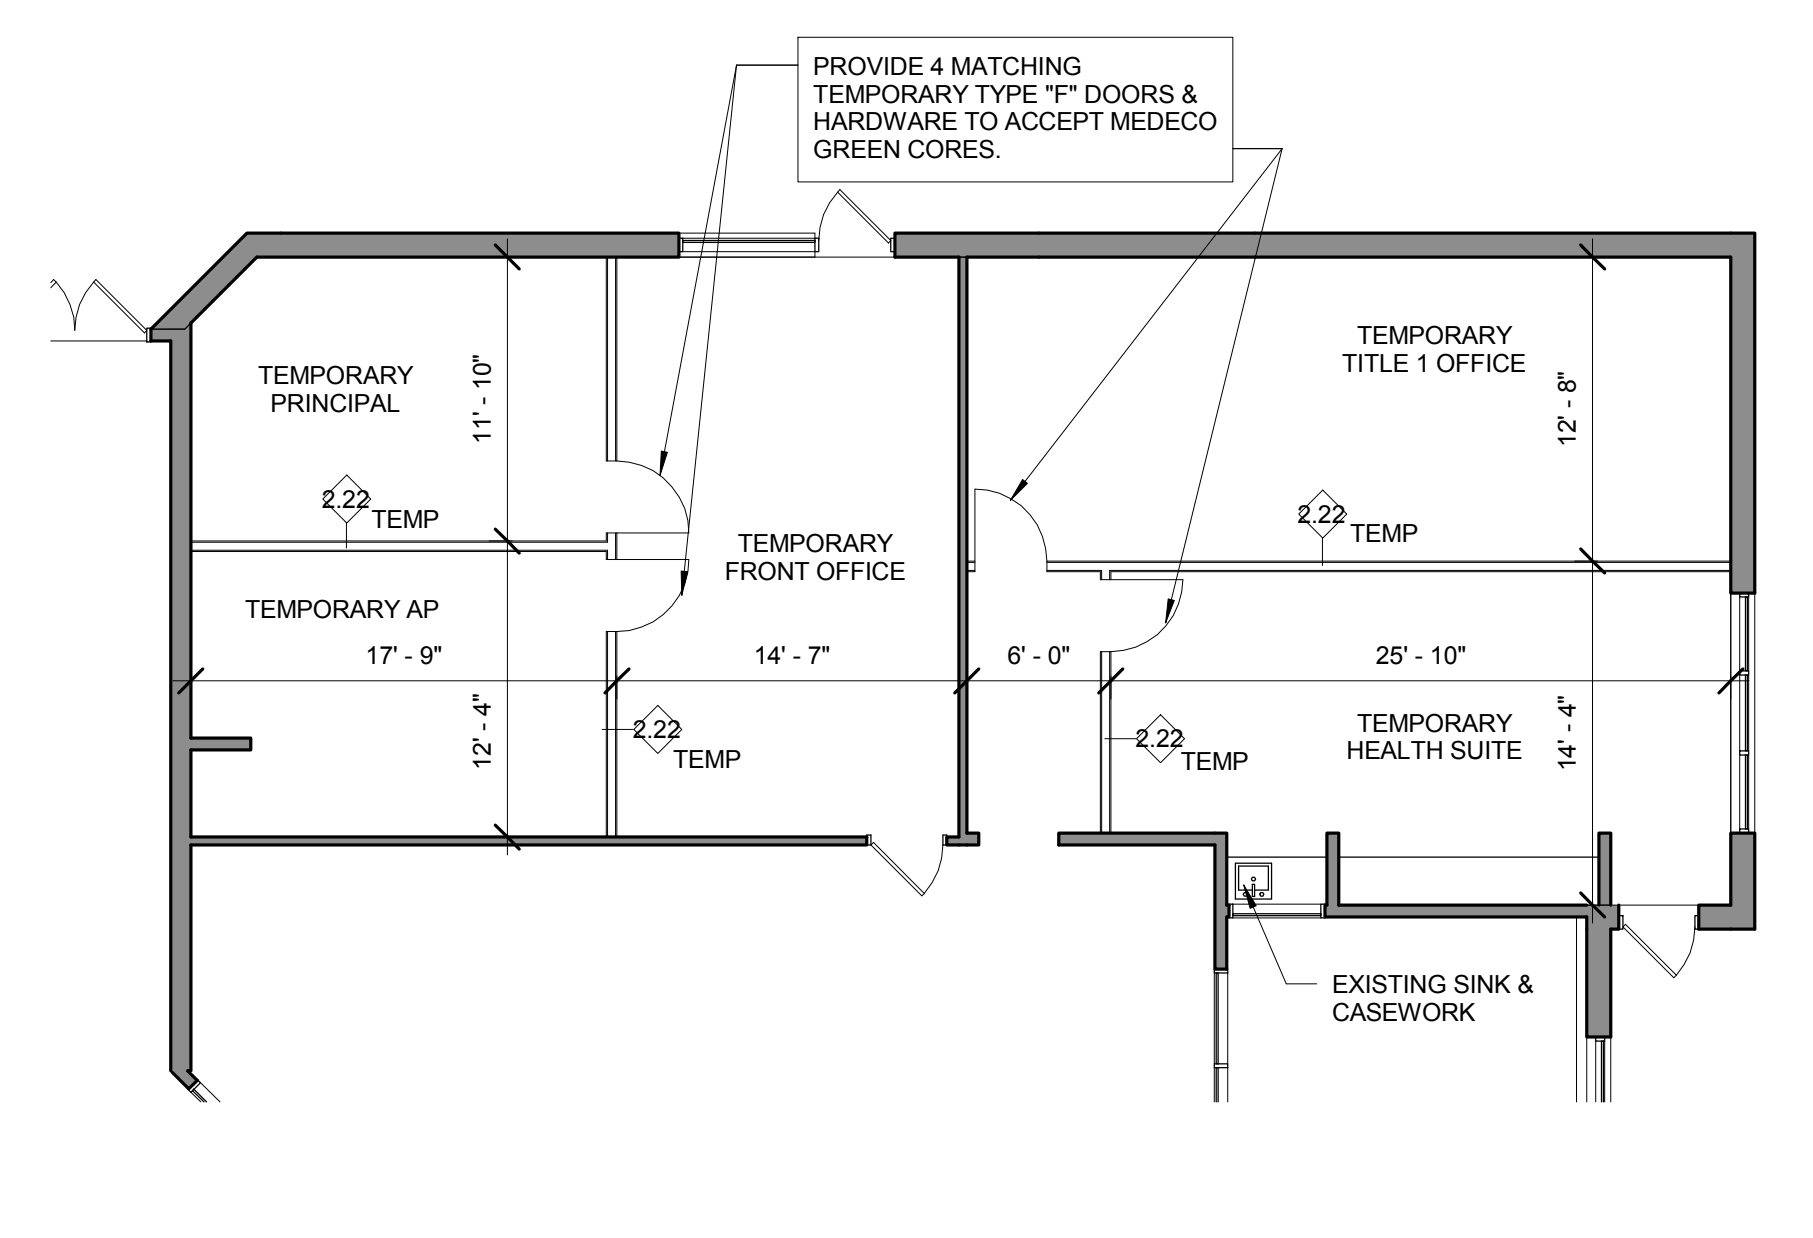 PROVIDE 4 MATCHING
TEMPORARY TYPE "F" DOORS &
HARDWARE TO ACCEPT MEDECO
GREEN CORES.
TEMPORARY
PRINCIPAL
11' - 10"
TEMPORARY
TITLE 1 OFFICE
12' - 8"
2.22
TEMP
2.22
TEMP
TEMPORARY
FRONT OFFICE
TEMPORARY AP
17' - 9"
14' - 7"
6' - 0"
25' - 10"
12' - 4"
2.22
TEMP
2.22
TEMP
TEMPORARY
HEALTH SUITE
14' - 4"
EXISTING SINK &
CASEWORK